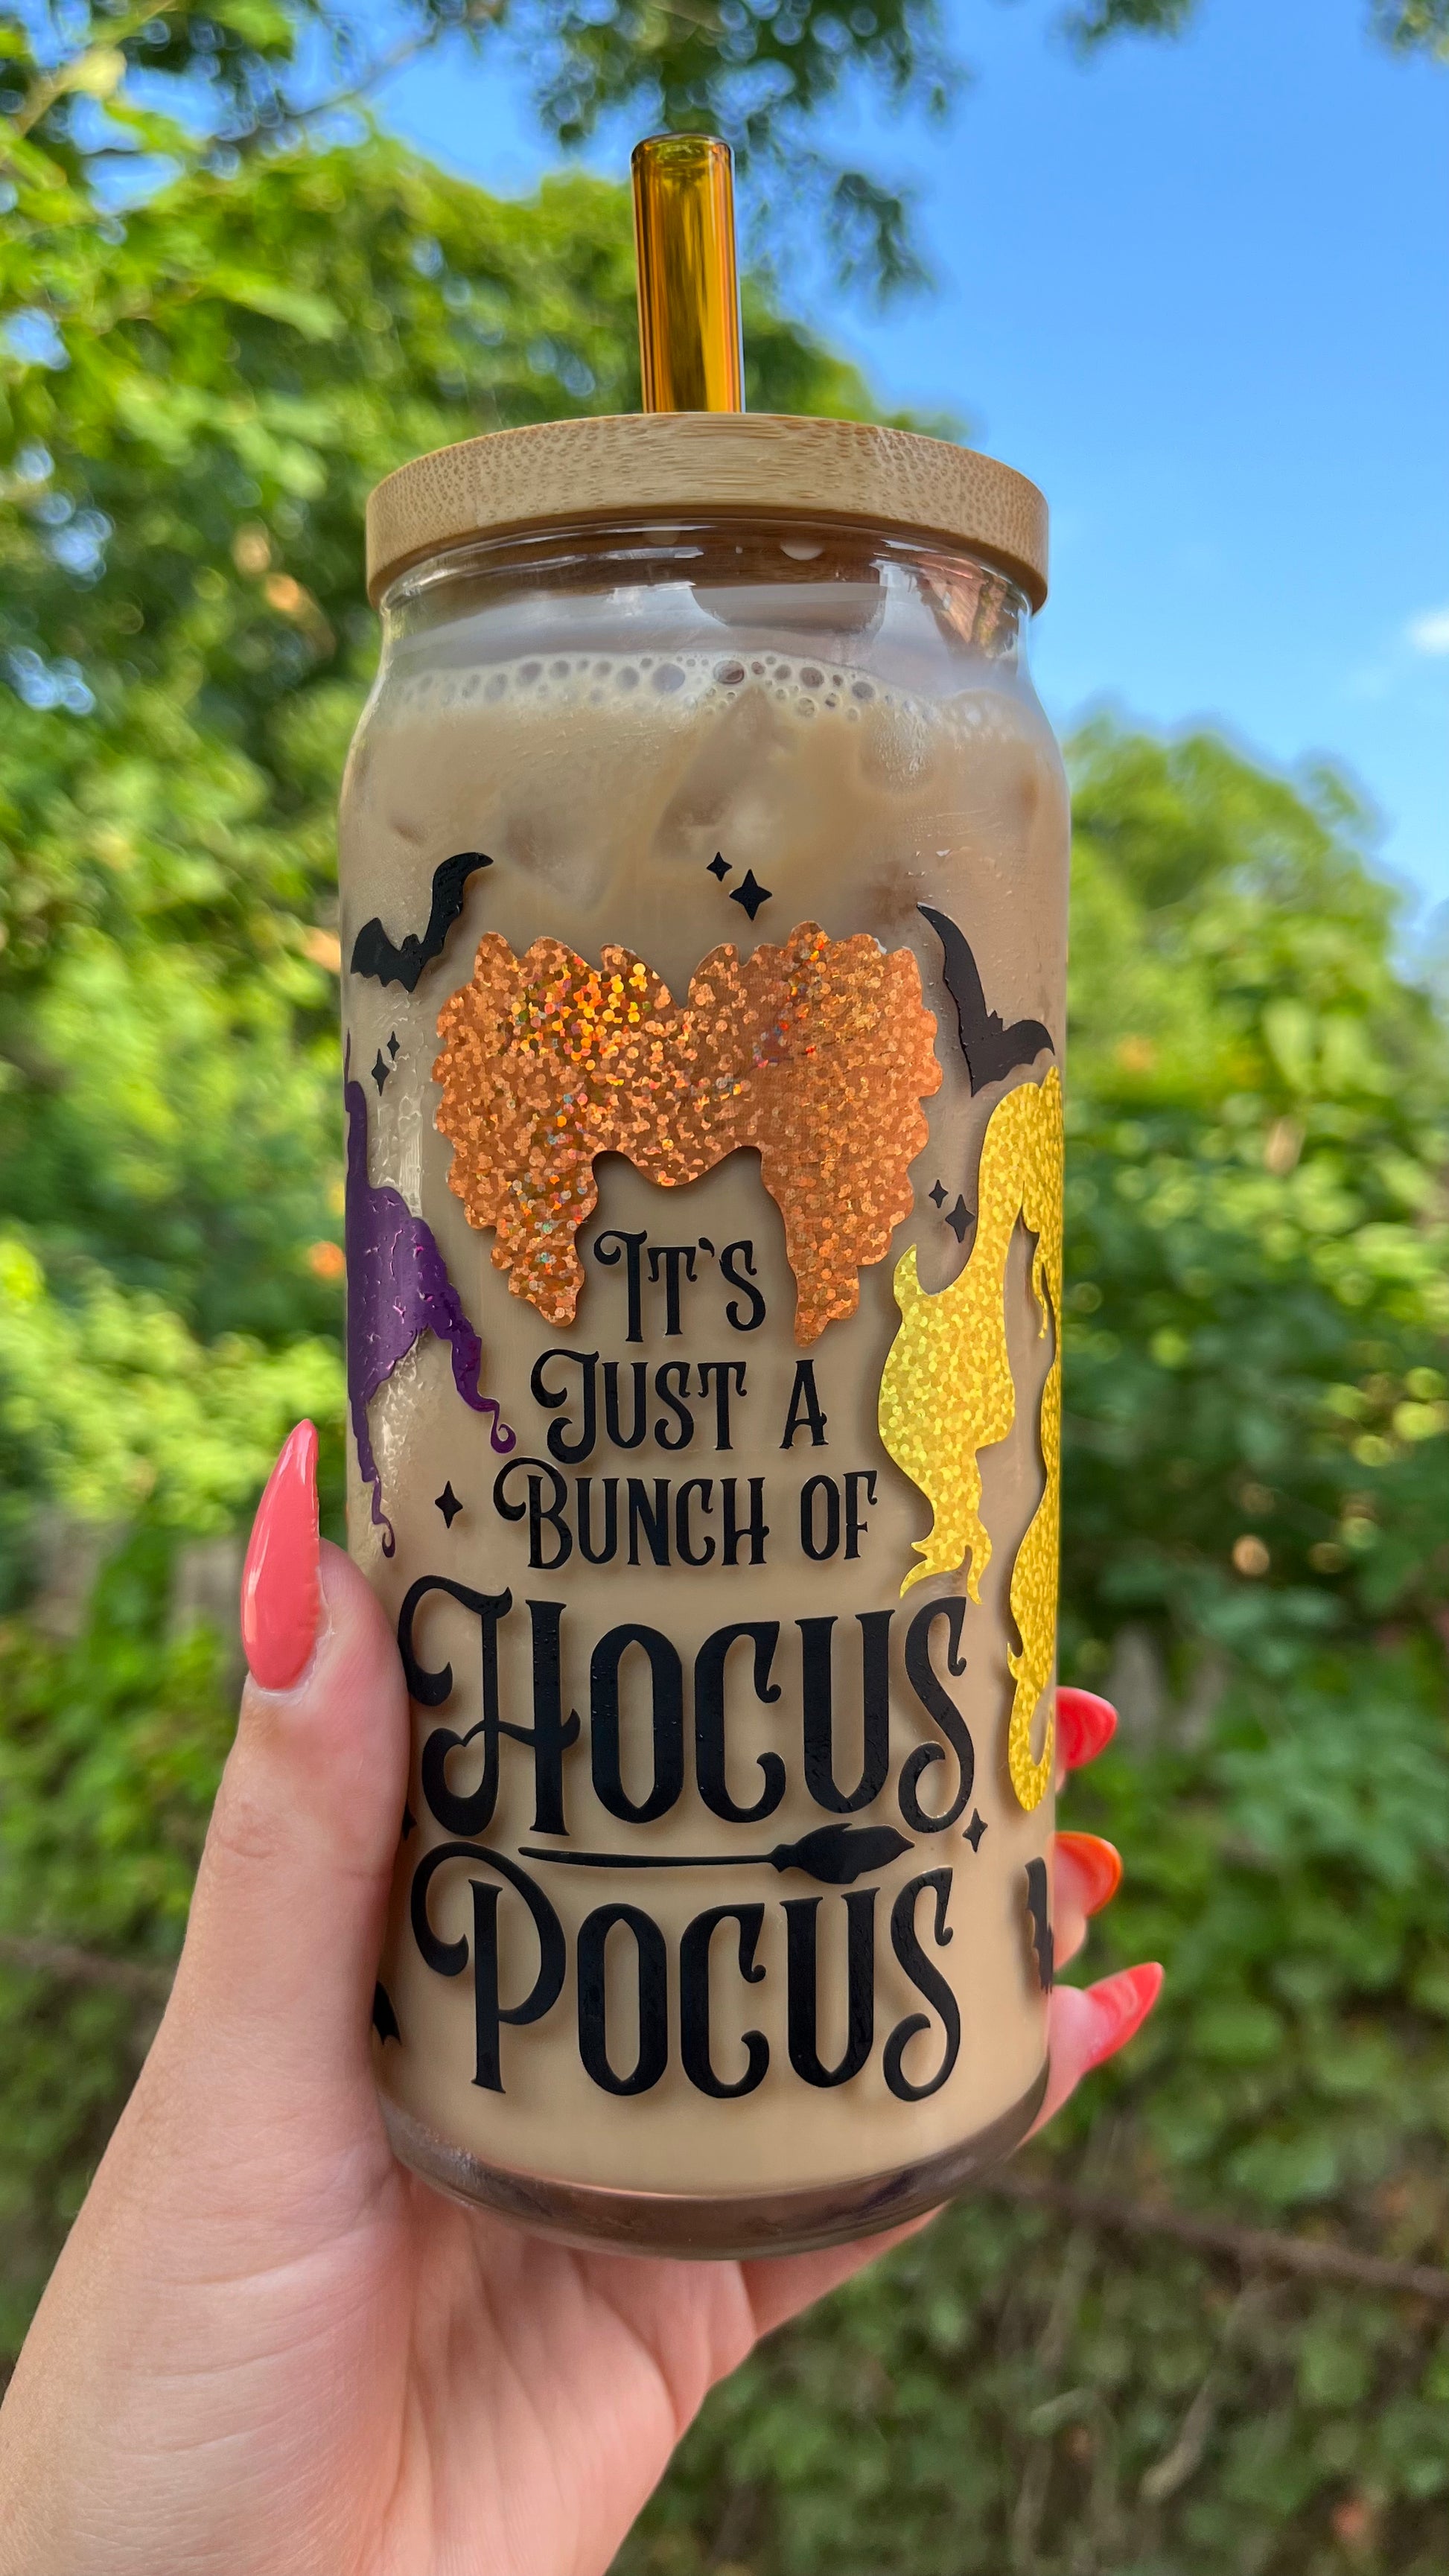 It's
Just a
Bunch of
Hocus
Pocus